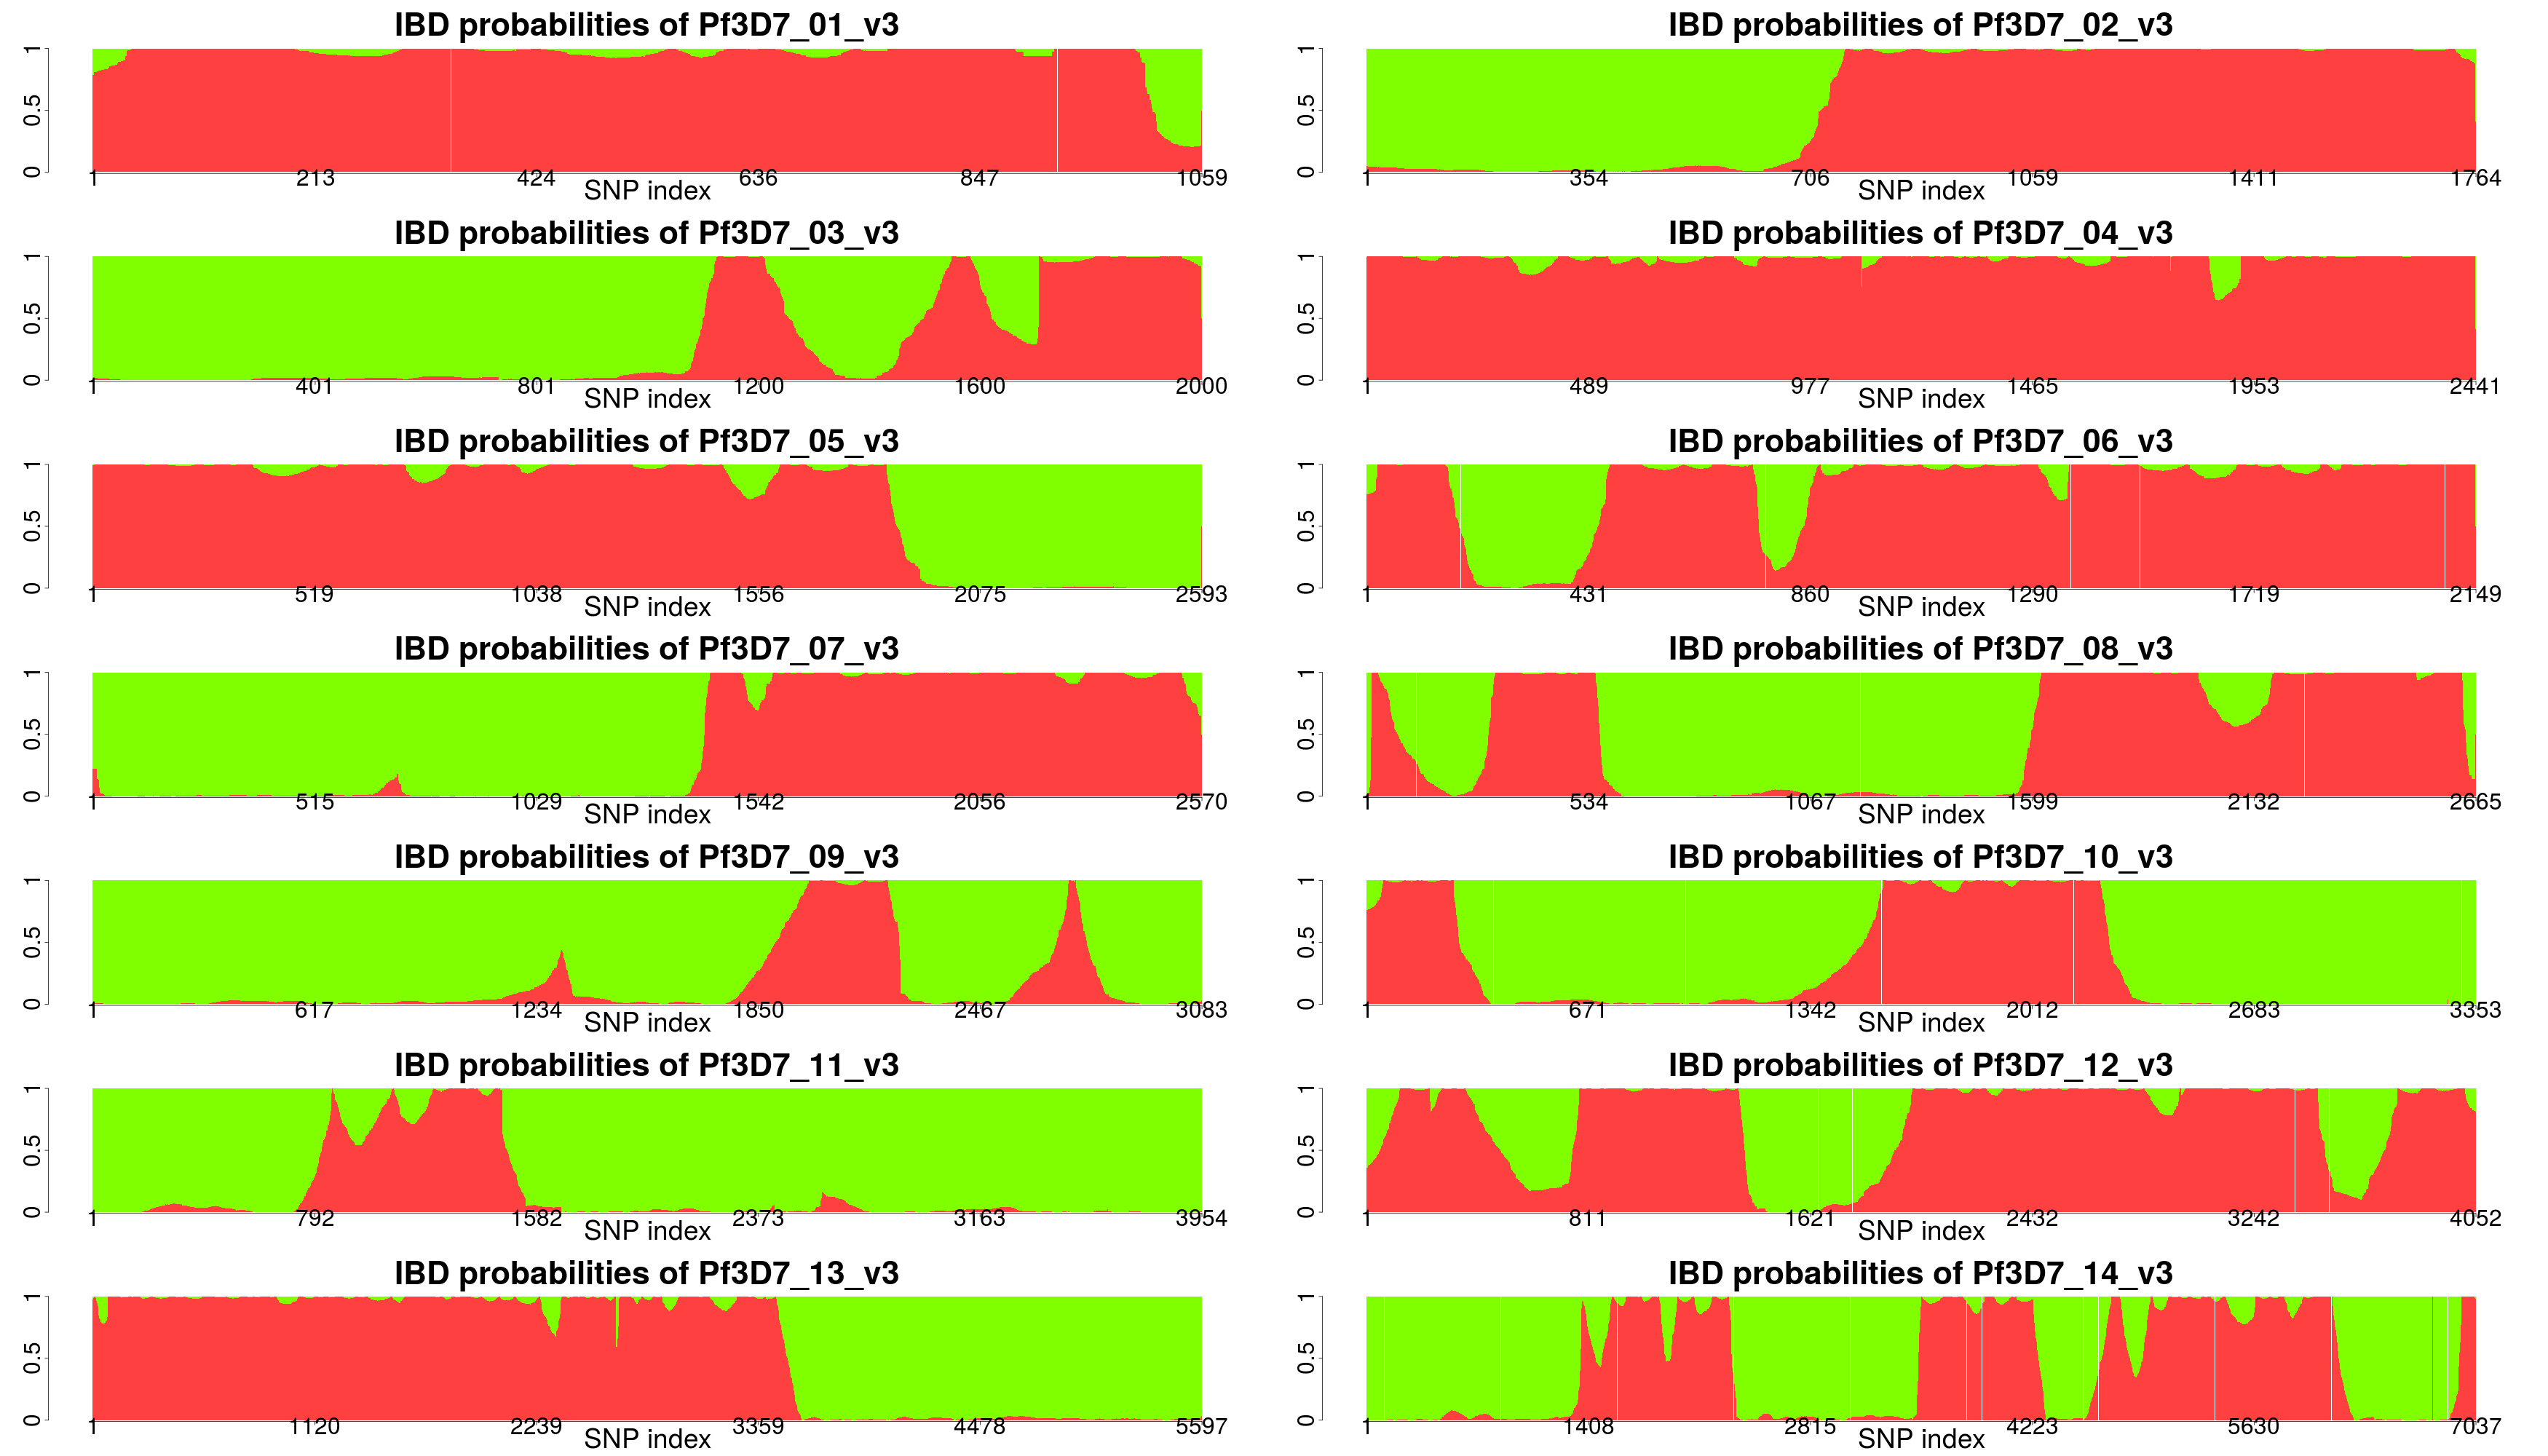 IBD probabilities of Pf3D7_01_v3
0 0.5 1
1 213 424 636 847 1059
SNP index
IBD probabilities of Pf3D7_02_v3
0 0.5 1
1 354 706 1059 1411 1764
SNP index
IBD probabilities of Pf3D7_03_v3
0 0.5 1
1 401 801 1200 1600 2000
SNP index
IBD probabilities of Pf3D7_04_v3
0 0.5 1
1 489 977 1465 1953 2441
SNP index
IBD probabilities of Pf3D7_05_v3
0 0.5 1
1 519 1038 1556 2075 2593
SNP index
IBD probabilities of Pf3D7_06_v3
0 0.5 1
1 431 860 1290 1719 2149
SNP index
IBD probabilities of Pf3D7_07_v3
0 0.5 1
1 515 1029 1542 2056 2570
SNP index
IBD probabilities of Pf3D7_08_v3
0 0.5 1
1 534 1067 1599 2132 2665
SNP index
IBD probabilities of Pf3D7_09_v3
0 0.5 1
1 617 1234 1850 2467 3083
SNP index
IBD probabilities of Pf3D7_10_v3
0 0.5 1
1 671 1342 2012 2683 3353
SNP index
IBD probabilities of Pf3D7_11_v3
0 0.5 1
1 792 1582 2373 3163 3954
SNP index
IBD probabilities of Pf3D7_12_v3
0 0.5 1
1 811 1621 2432 3242 4052
SNP index
IBD probabilities of Pf3D7_13_v3
0 0.5 1
1 1120 2239 3359 4478 5597
SNP index
IBD probabilities of Pf3D7_14_v3
0 0.5 1
1 1408 2815 4223 5630 7037
SNP index